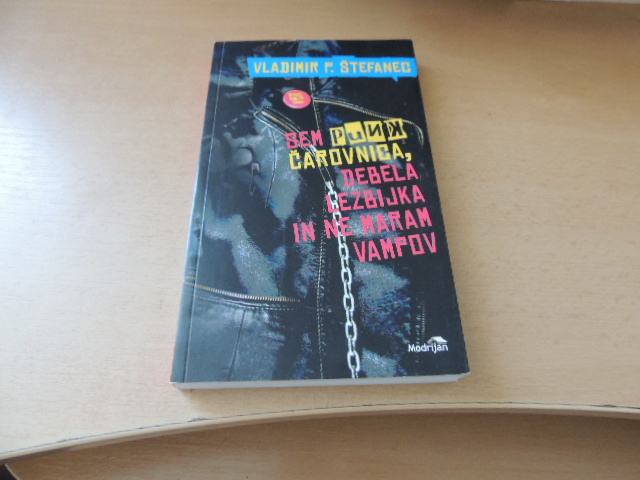 VLADIMIR P. ŠTEFANEC
SEM PUNK
ČAROVNICA,
DEBELA
LEZBIJKA
IN NE MARAM
VAMPOV
Modrijan